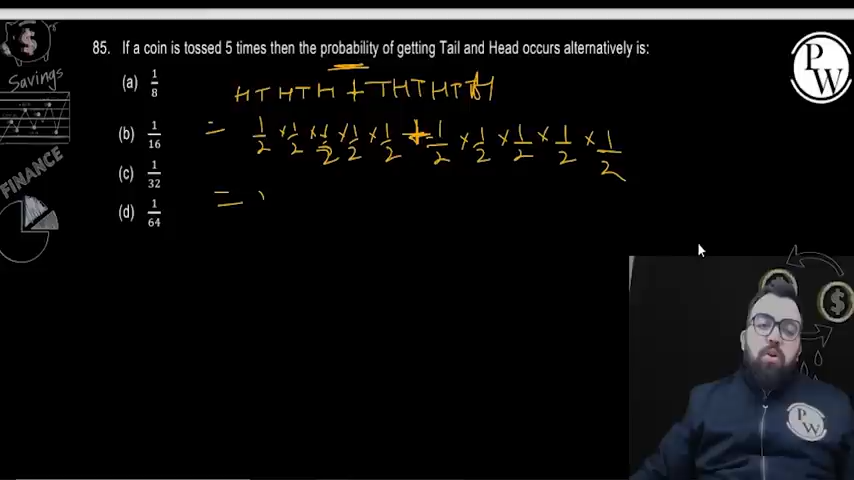 85. If a coin is tossed 5 times then the probability of getting Tail and Head occurs alternatively is:
(a) 1/8
HTHTH + THTHT
(b) 1/16
= 1/2 × 1/2 × 1/2 × 1/2 × 1/2 + 1/2 × 1/2 × 1/2 × 1/2 × 1/2
(c) 1/32
=
(d) 1/64
$
Savings
FINANCE
P
W
$
P
W